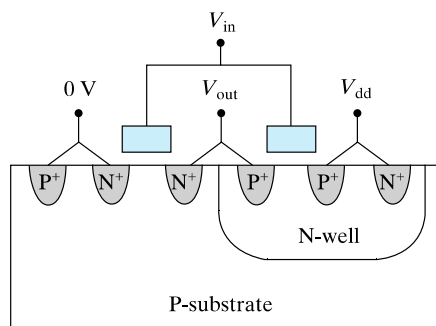 V_in
0 V V_out V_dd
P⁺ N⁺ N⁺ P⁺ P⁺ N⁺
N-well
P-substrate